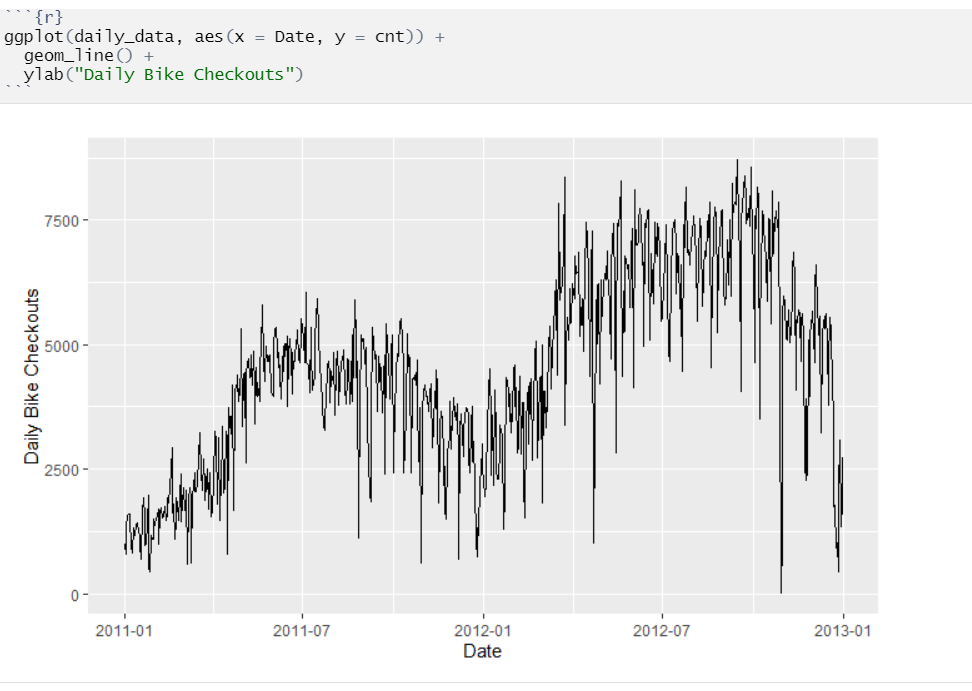 ```{r}
ggplot(daily_data, aes(x = Date, y = cnt)) +
  geom_line() +
  ylab("Daily Bike Checkouts")
```
Daily Bike Checkouts
7500
5000
2500
0
2011-01 2011-07 2012-01 2012-07 2013-01
Date